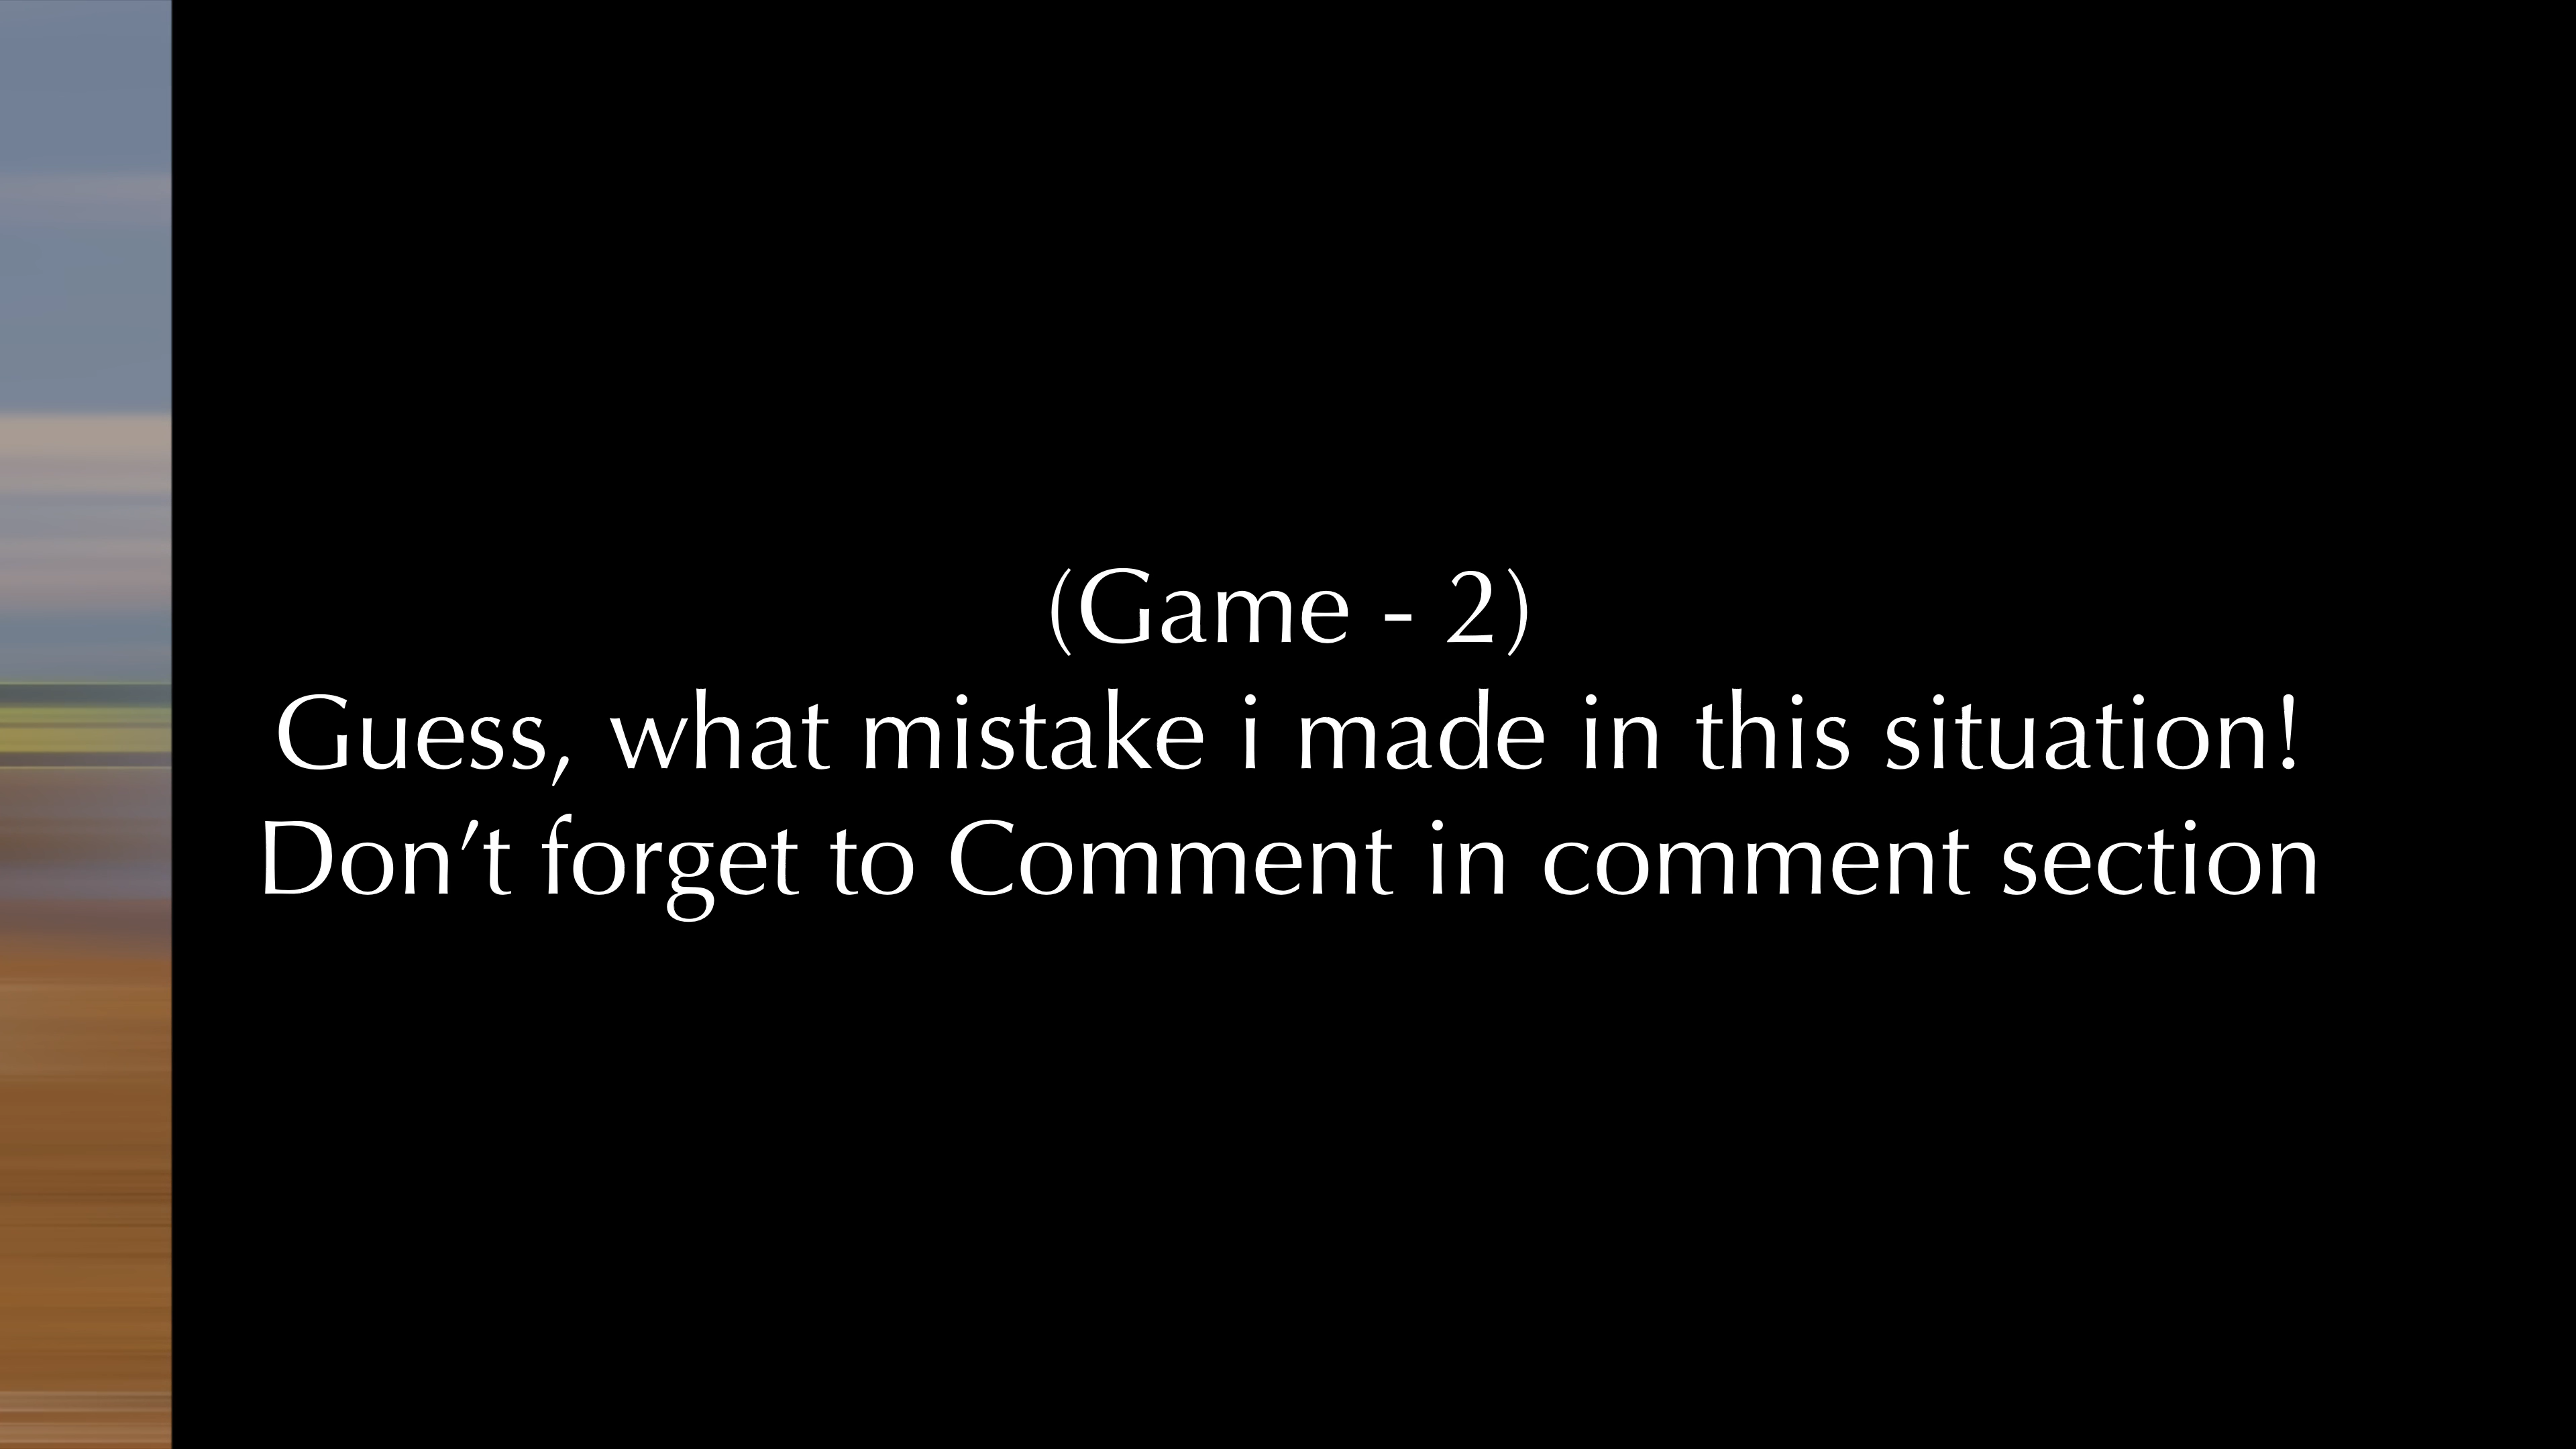 (Game - 2)
Guess, what mistake i made in this situation!
Don’t forget to Comment in comment section